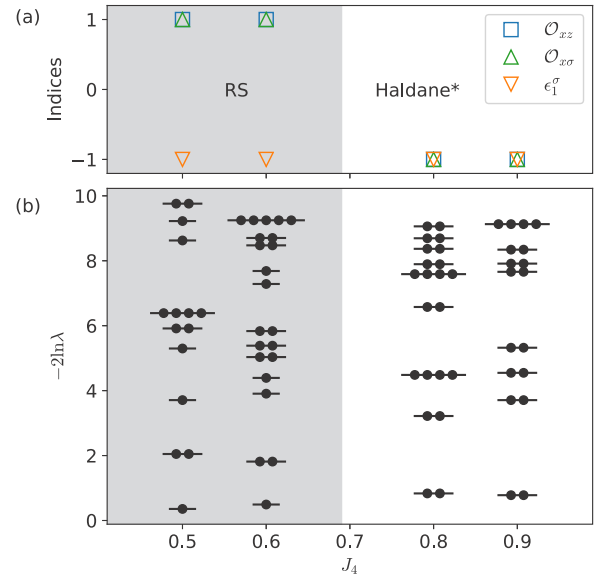 (a)
1
0
−1
Indices
RS
Haldane*
𝒪xz
𝒪xσ
ϵ₁^σ
(b)
10
8
6
4
2
0
−2lnλ
0.5 0.6 0.7 0.8 0.9
J₄